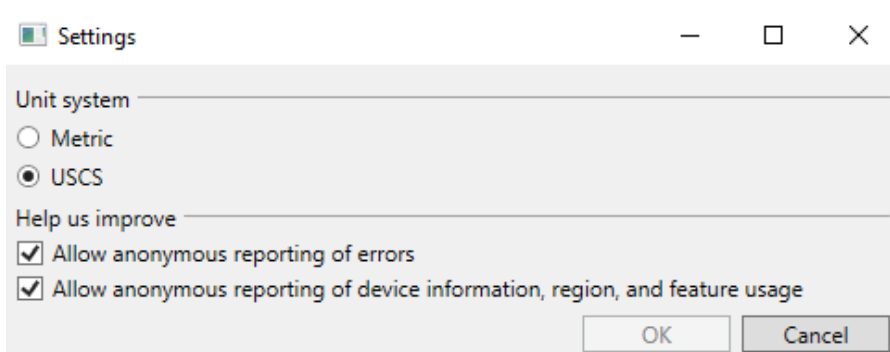 Settings
Unit system
Metric
USCS
Help us improve
Allow anonymous reporting of errors
Allow anonymous reporting of device information, region, and feature usage
OK Cancel